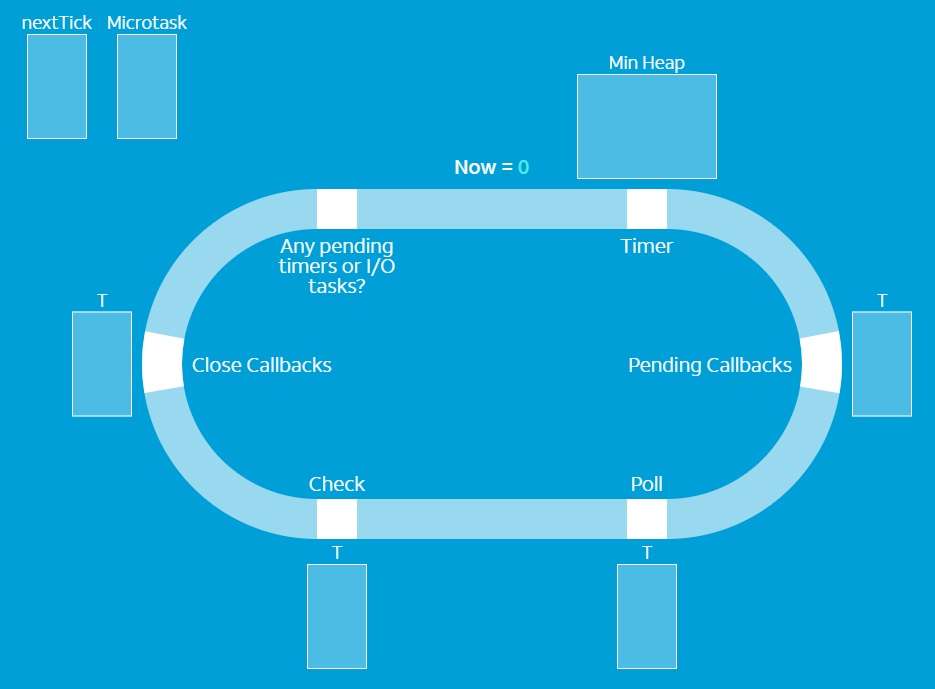 nextTick
Microtask
Min Heap
Now = 0
Any pending
timers or I/O
tasks?
Timer
T
T
Close Callbacks
Pending Callbacks
Check
Poll
T
T